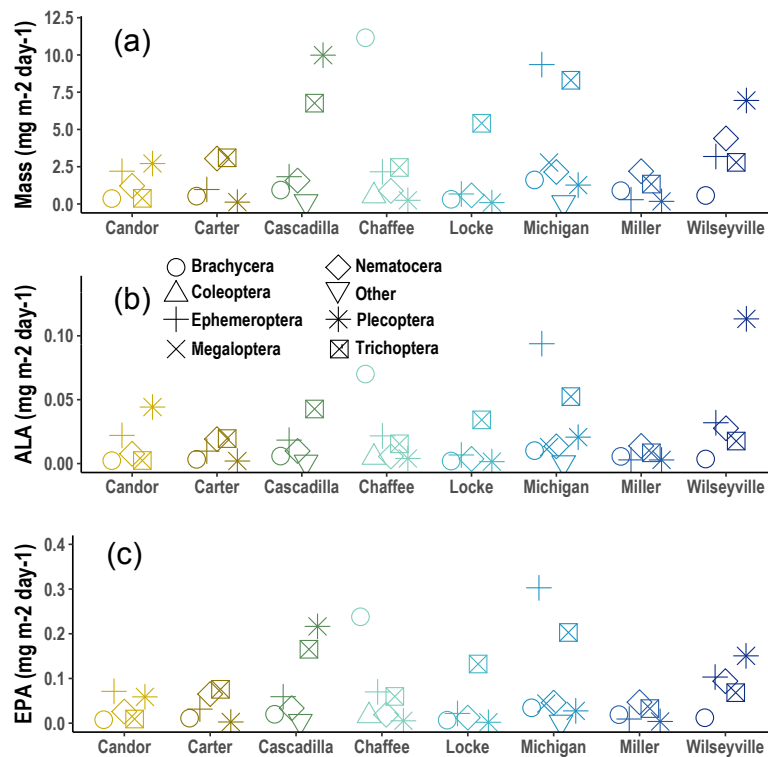 (a)
Mass (mg m-2 day-1)
12.5
10.0
7.5
5.0
2.5
0.0
Candor Carter Cascadilla Chaffee Locke Michigan Miller Wilseyville
(b)
Brachycera Nematocera
Coleoptera Other
Ephemeroptera Plecoptera
Megaloptera Trichoptera
ALA (mg m-2 day-1)
0.10
0.05
0.00
Candor Carter Cascadilla Chaffee Locke Michigan Miller Wilseyville
(c)
EPA (mg m-2 day-1)
0.4
0.3
0.2
0.1
0.0
Candor Carter Cascadilla Chaffee Locke Michigan Miller Wilseyville